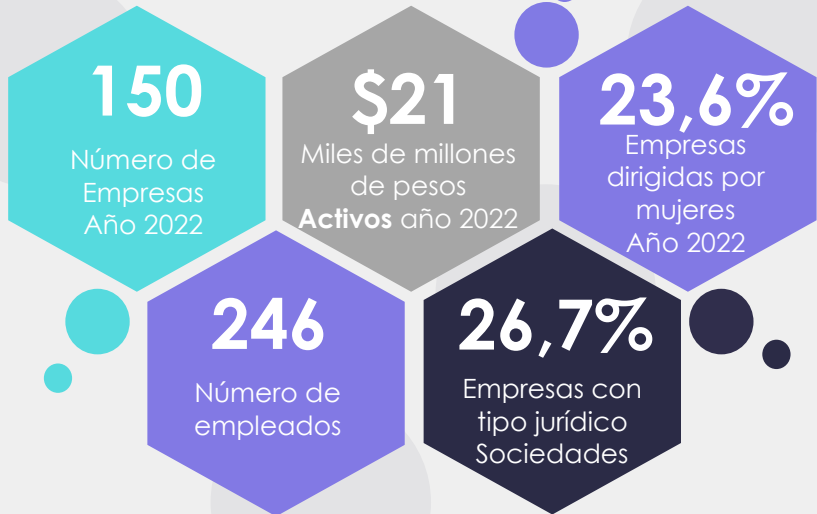 150
Número de
Empresas
Año 2022
$21
Miles de millones
de pesos
Activos año 2022
23,6%
Empresas
dirigidas por
mujeres
Año 2022
246
Número de
empleados
26,7%
Empresas con
tipo jurídico
Sociedades